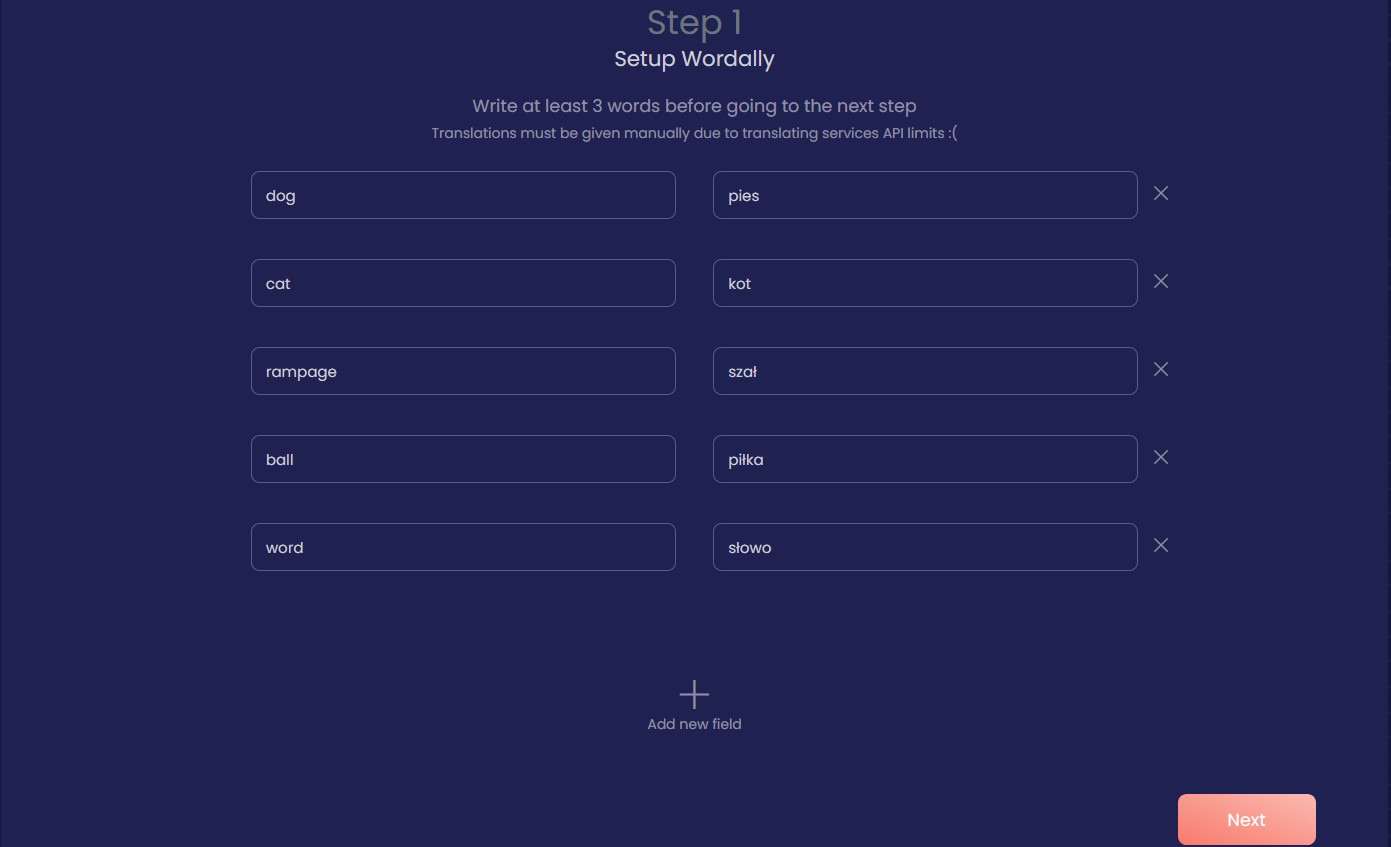 Step 1
Setup Wordally
Write at least 3 words before going to the next step
Translations must be given manually due to translating services API limits :(
dog pies
cat kot
rampage szał
ball piłka
word słowo
Add new field
Next